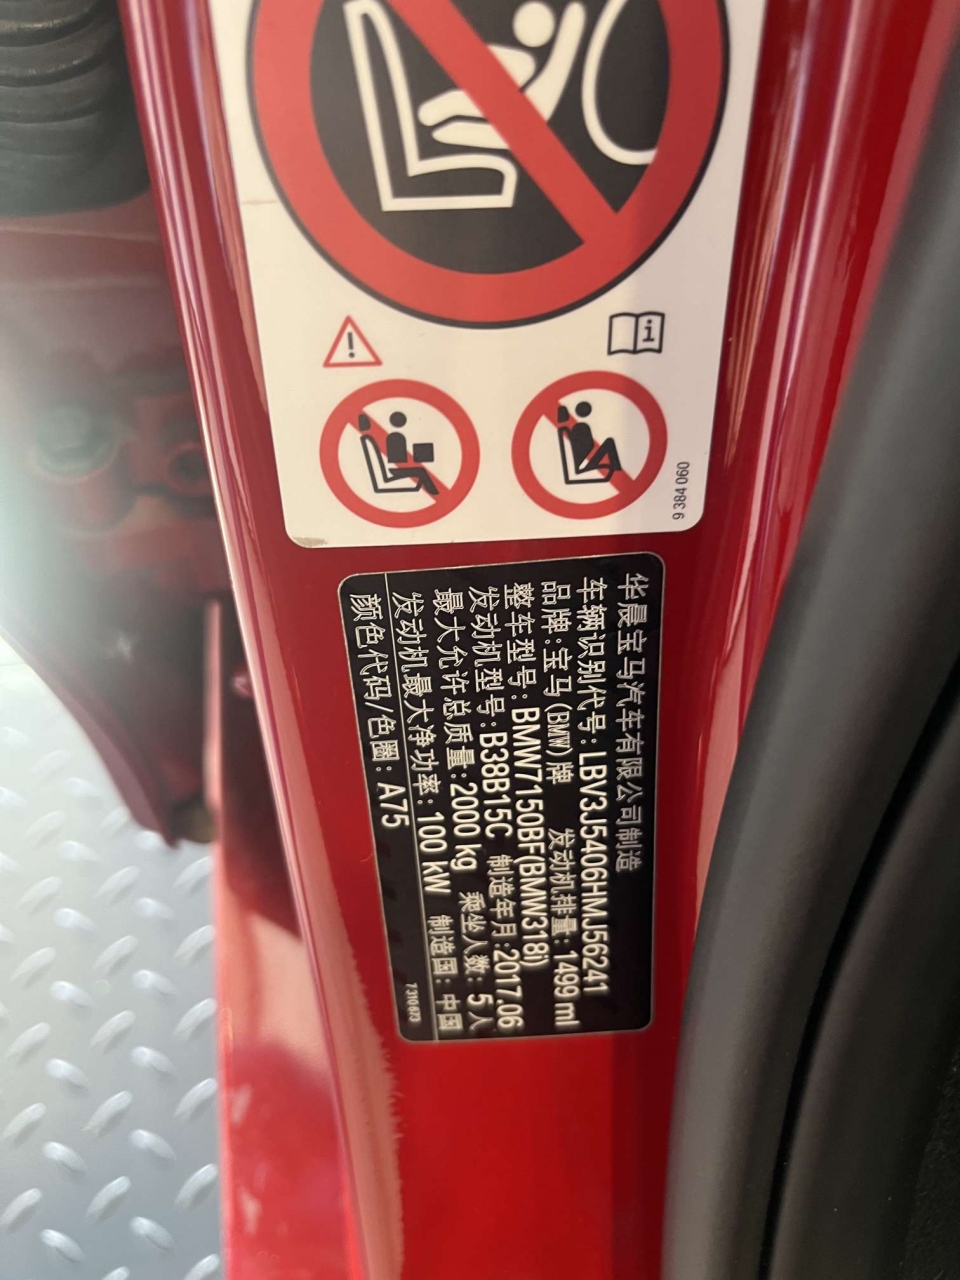 9 384 060
华晨宝马汽车有限公司制造
车辆识别代号:LBV3J5406HMJ56241
品牌:宝马(BMW)牌 发动机排量:1499 ml
整车型号:BMW7150BF(BMW318i)
发动机型号:B38B15C 制造年月:2017.06
最大允许总质量:2000 kg 乘坐人数:5人
发动机最大净功率:100 kW 制造国:中国
颜色代码/色圈:A75